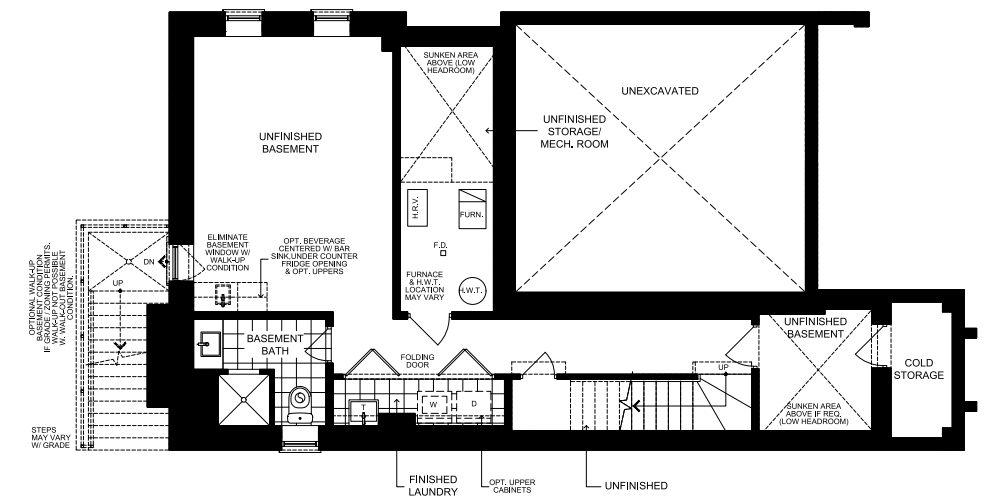 SUNKEN AREA
ABOVE (LOW
HEADROOM)
UNEXCAVATED
UNFINISHED
STORAGE/
MECH. ROOM
UNFINISHED
BASEMENT
H.R.V.
FURN.
F.D.
FURNACE
& H.W.T.
LOCATION
MAY VARY
H.W.T.
ELIMINATE
BASEMENT
WINDOW W/
WALK-UP
CONDITION
OPT. BEVERAGE
CENTERED W/ BAR
SINK,UNDER COUNTER
FRIDGE OPENING
& OPT. UPPERS
OPTIONAL WALK-UP
BASEMENT CONDITION
IF GRADE / ZONING PERMITS.
WALK-UP NOT POSSIBLE
W. WALK-OUT BASEMENT
CONDITION.
DN
UP
BASEMENT
BATH
FOLDING
DOOR
UNFINISHED
BASEMENT
UP
COLD
STORAGE
W
D
SUNKEN AREA
ABOVE IF REQ.
(LOW HEADROOM)
STEPS
MAY VARY
W/ GRADE
FINISHED
LAUNDRY
OPT. UPPER
CABINETS
UNFINISHED